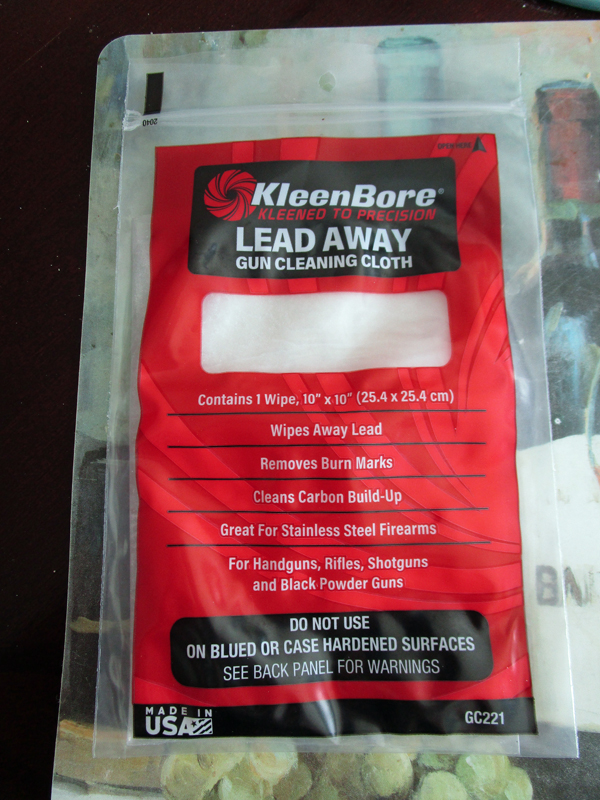 2040
OPEN HERE
KleenBore®
KLEENED TO PRECISION
LEAD AWAY
GUN CLEANING CLOTH
Contains 1 Wipe, 10" x 10" (25.4 x 25.4 cm)
Wipes Away Lead
Removes Burn Marks
Cleans Carbon Build-Up
Great For Stainless Steel Firearms
For Handguns, Rifles, Shotguns
and Black Powder Guns
DO NOT USE
ON BLUED OR CASE HARDENED SURFACES
SEE BACK PANEL FOR WARNINGS
MADE IN
USA
GC221